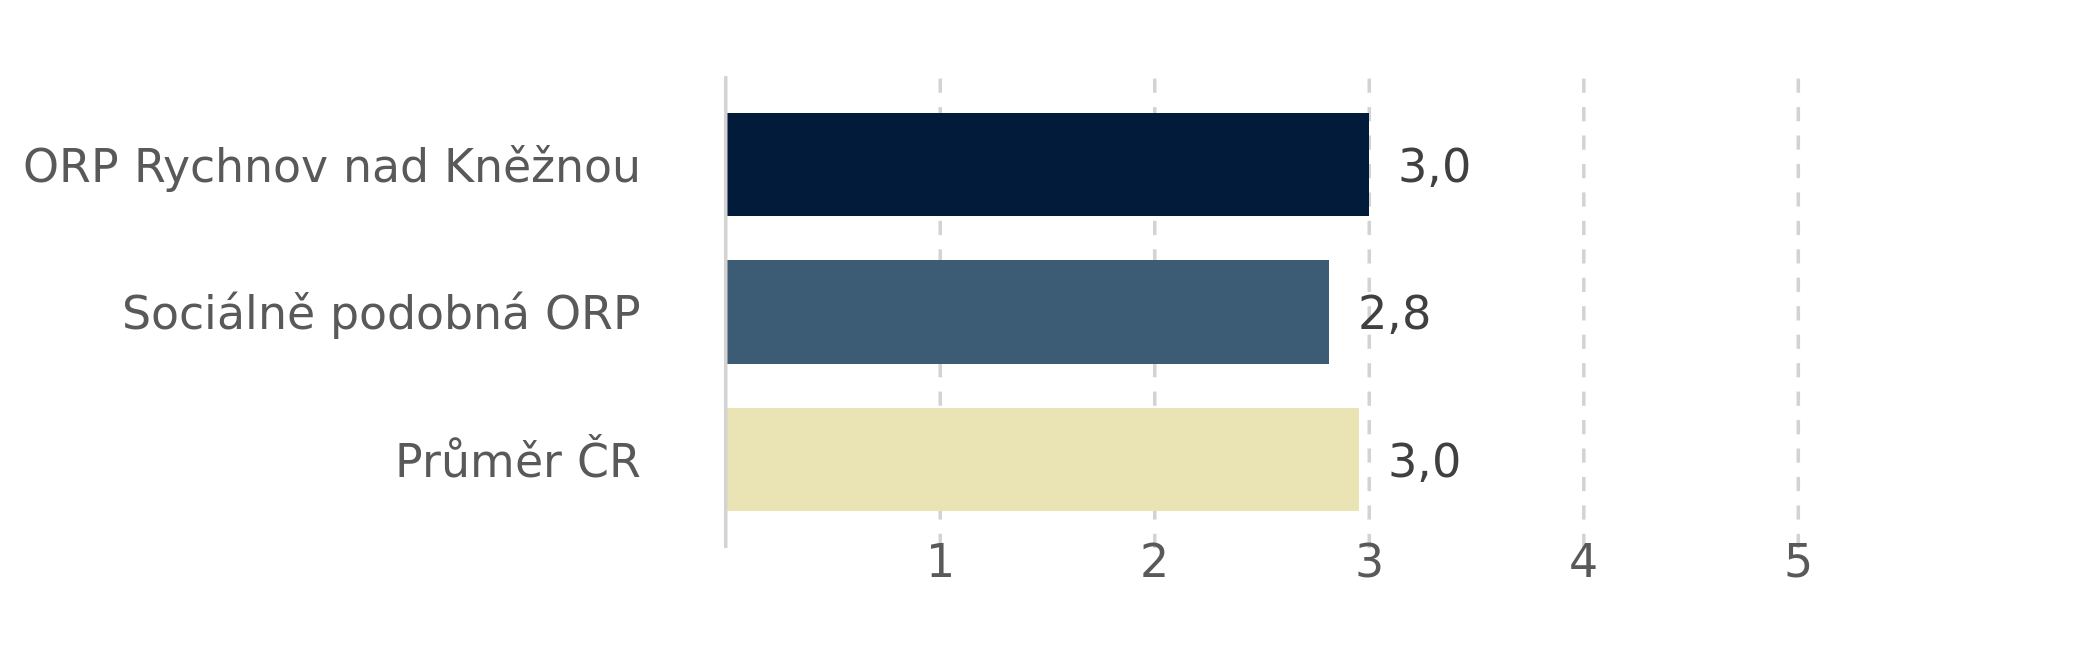 ORP Rychnov nad Kněžnou 3,0
Sociálně podobná ORP 2,8
Průměr ČR 3,0
1 2 3 4 5